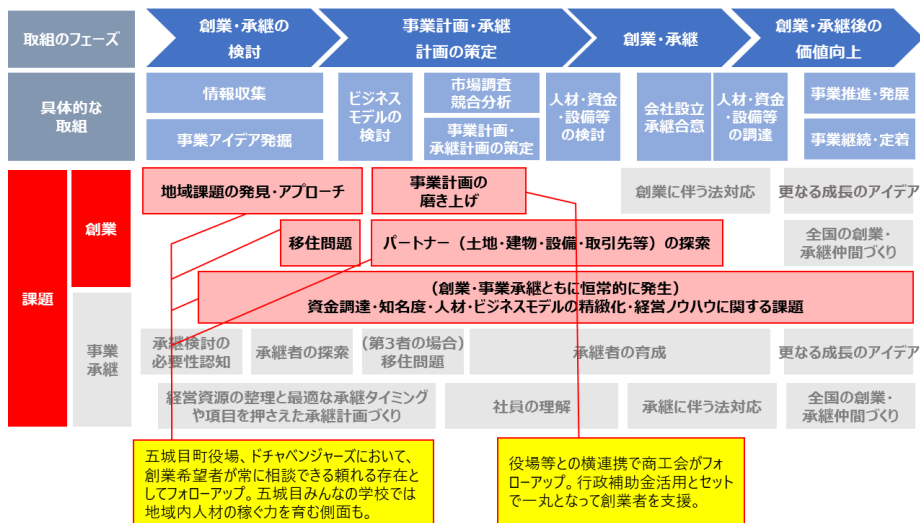 取組のフェーズ
創業・承継の
検討
事業計画・承継
計画の策定
創業・承継
創業・承継後の
価値向上
具体的な
取組
情報収集
事業アイデア発掘
ビジネス
モデルの
検討
市場調査
競合分析
事業計画・
承継計画の策定
人材・資金
・設備等
の検討
会社設立
承継合意
人材・資金
・設備等
の調達
事業推進・発展
事業継続・定着
課題
創業
地域課題の発見・アプローチ
事業計画の
磨き上げ
創業に伴う法対応
更なる成長のアイデア
移住問題
パートナー（土地・建物・設備・取引先等）の探索
全国の創業・
承継仲間づくり
（創業・事業承継ともに恒常的に発生）
資金調達・知名度・人材・ビジネスモデルの精緻化・経営ノウハウに関する課題
事業
承継
承継検討の
必要性認知
承継者の探索
（第3者の場合）
移住問題
承継者の育成
更なる成長のアイデア
経営資源の整理と最適な承継タイミング
や項目を押さえた承継計画づくり
社員の理解
承継に伴う法対応
全国の創業・
承継仲間づくり
五城目町役場、ドチャベンジャーズにおいて、
創業希望者が常に相談できる頼れる存在と
してフォローアップ。五城目みんなの学校では
地域内人材の稼ぐ力を育む側面も。
役場等との横連携で商工会がフ
ォローアップ。行政補助金活用とセット
で一丸となって創業者を支援。